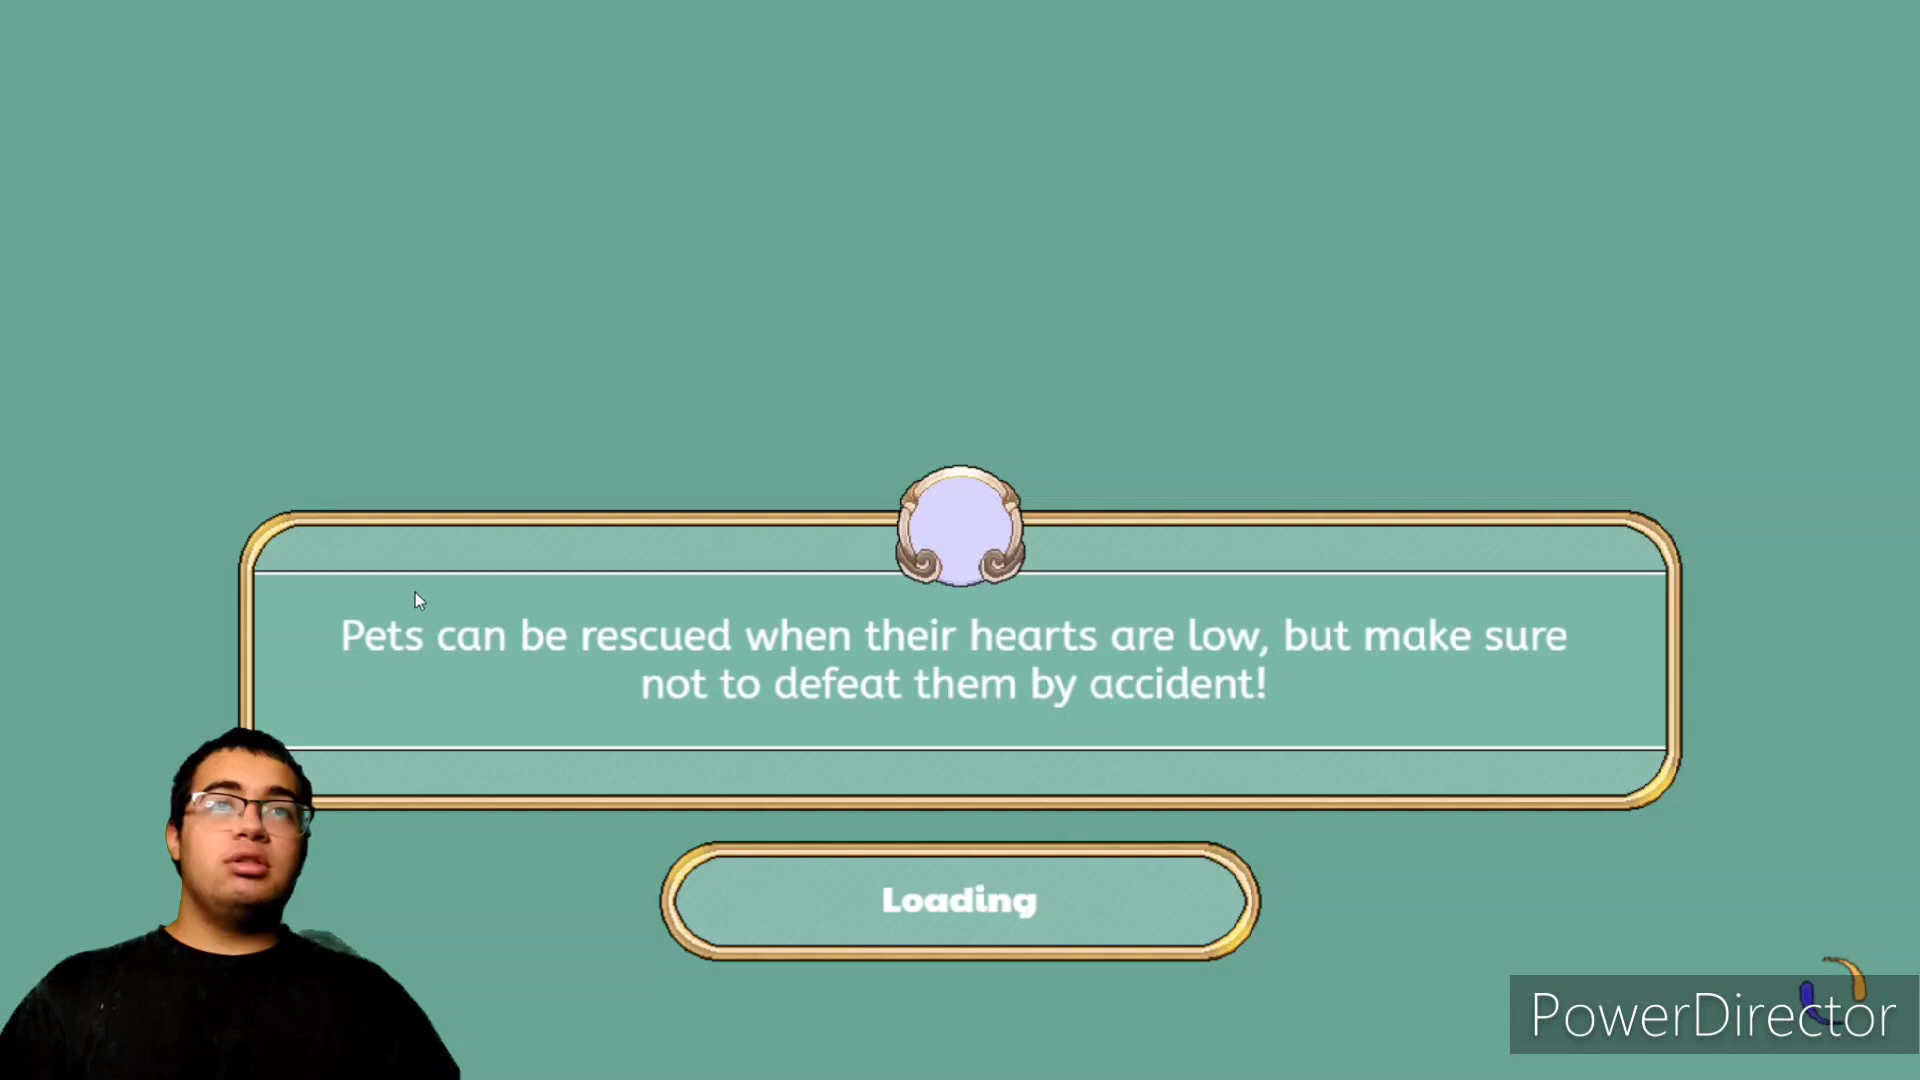 Pets can be rescued when their hearts are low, but make sure
not to defeat them by accident!
Loading
PowerDirector